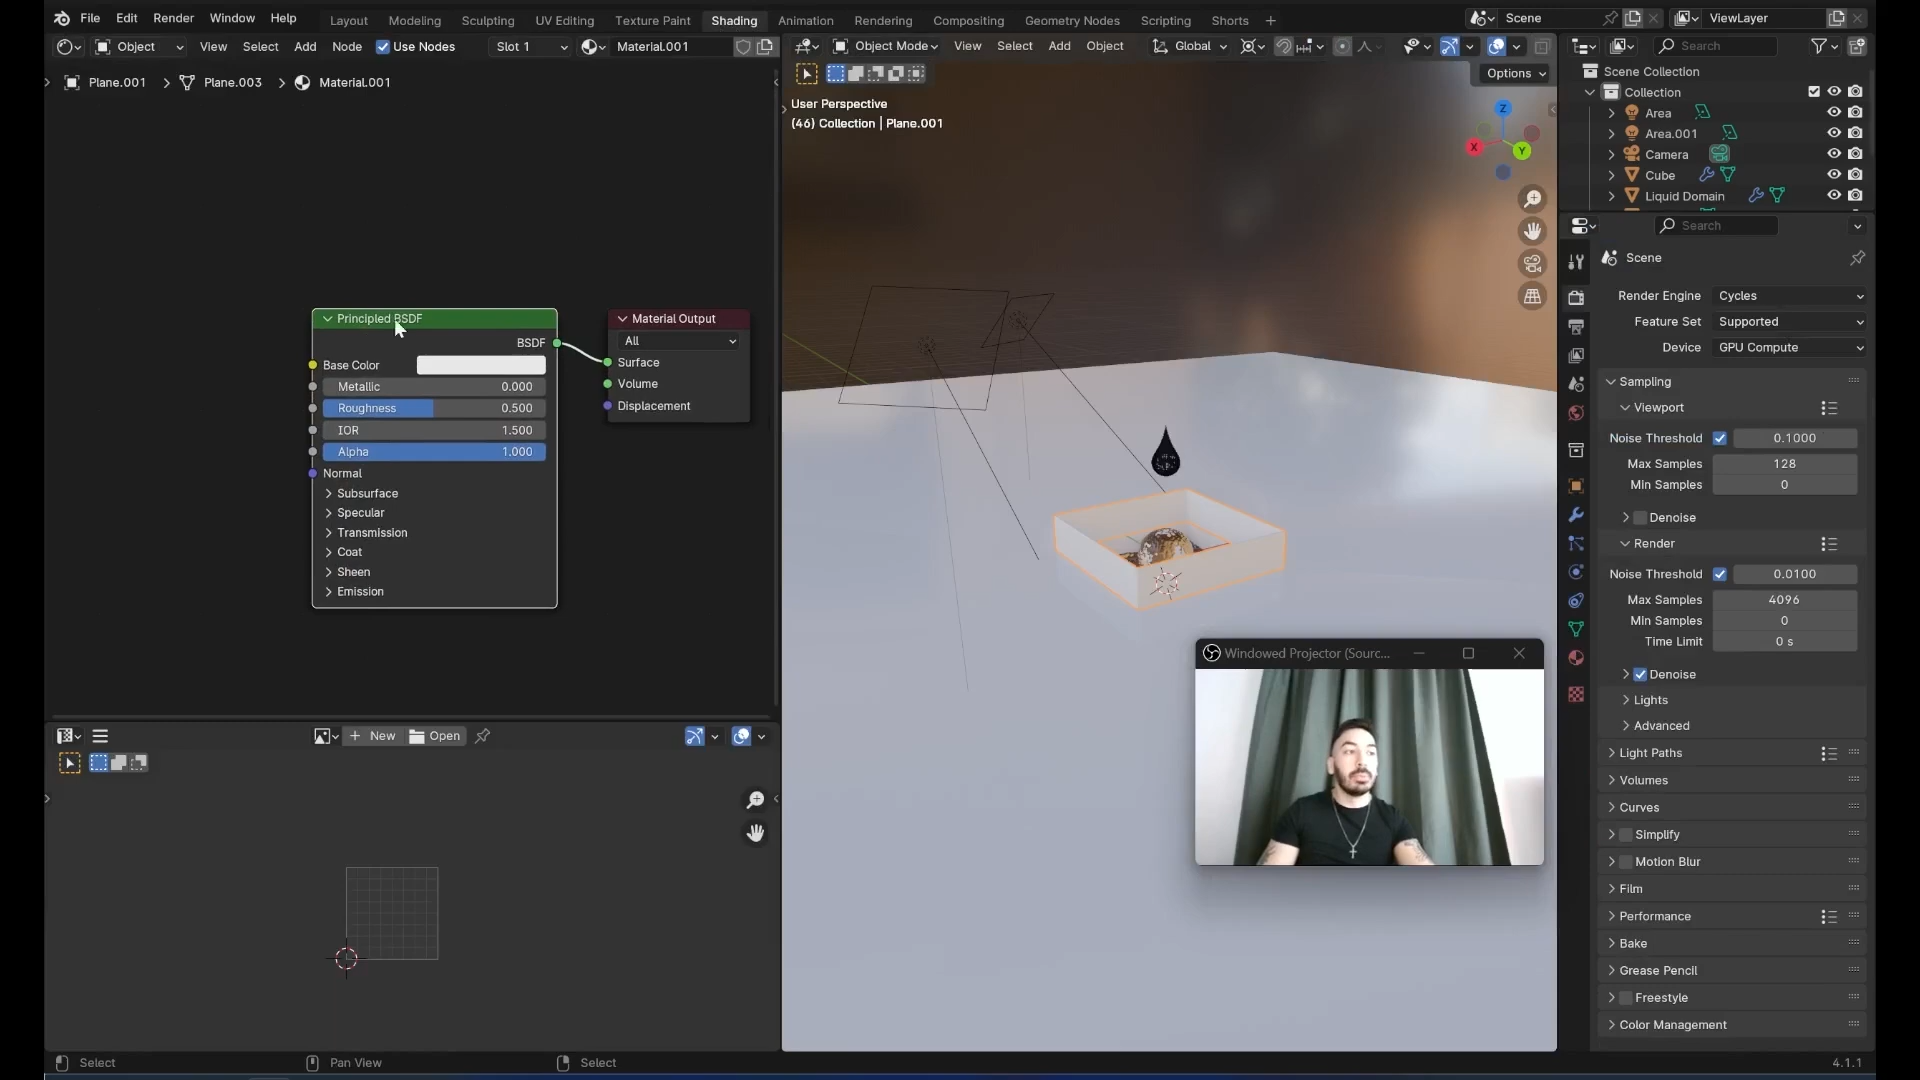 File Edit Render Window Help
Layout Modeling Sculpting UV Editing Texture Paint Shading Animation Rendering Compositing Geometry Nodes Scripting Shorts
Scene
ViewLayer
Object View Select Add Node Use Nodes Slot 1 Material.001
Object Mode View Select Add Object Global
Search
Options
Plane.001 > Plane.003 > Material.001
User Perspective
(46) Collection | Plane.001
Z
X
Y
Scene Collection
Collection
Area
Area.001
Camera
Cube
Liquid Domain
Search
Scene
Render Engine Cycles
Feature Set Supported
Device GPU Compute
Sampling
Viewport
Noise Threshold 0.1000
Max Samples 128
Min Samples 0
Denoise
Render
Noise Threshold 0.0100
Max Samples 4096
Min Samples 0
Time Limit 0 s
Denoise
Lights
Advanced
Light Paths
Volumes
Curves
Simplify
Motion Blur
Film
Performance
Bake
Grease Pencil
Freestyle
Color Management
Principled BSDF
BSDF
Base Color
Metallic 0.000
Roughness 0.500
IOR 1.500
Alpha 1.000
Normal
Subsurface
Specular
Transmission
Coat
Sheen
Emission
Material Output
All
Surface
Volume
Displacement
Windowed Projector (Sourc...
New Open
Select
Pan View
Select
4.1.1